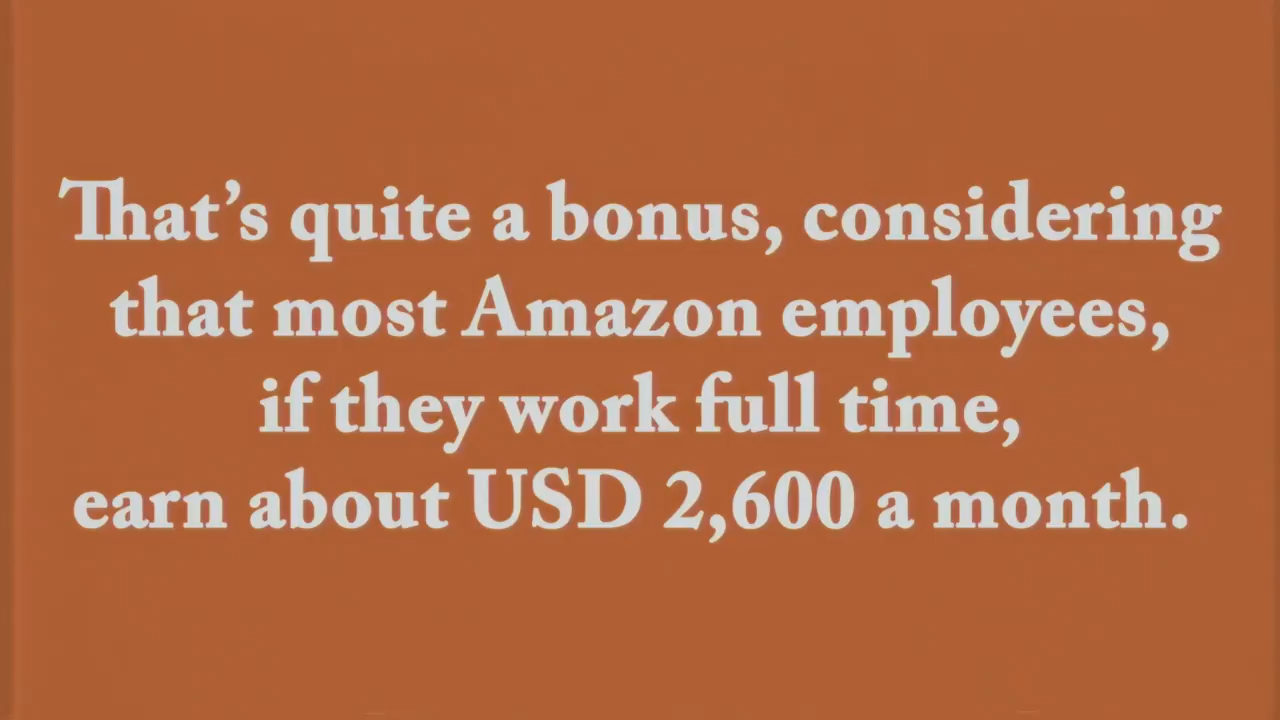 That’s quite a bonus, considering
that most Amazon employees,
if they work full time,
earn about USD 2,600 a month.